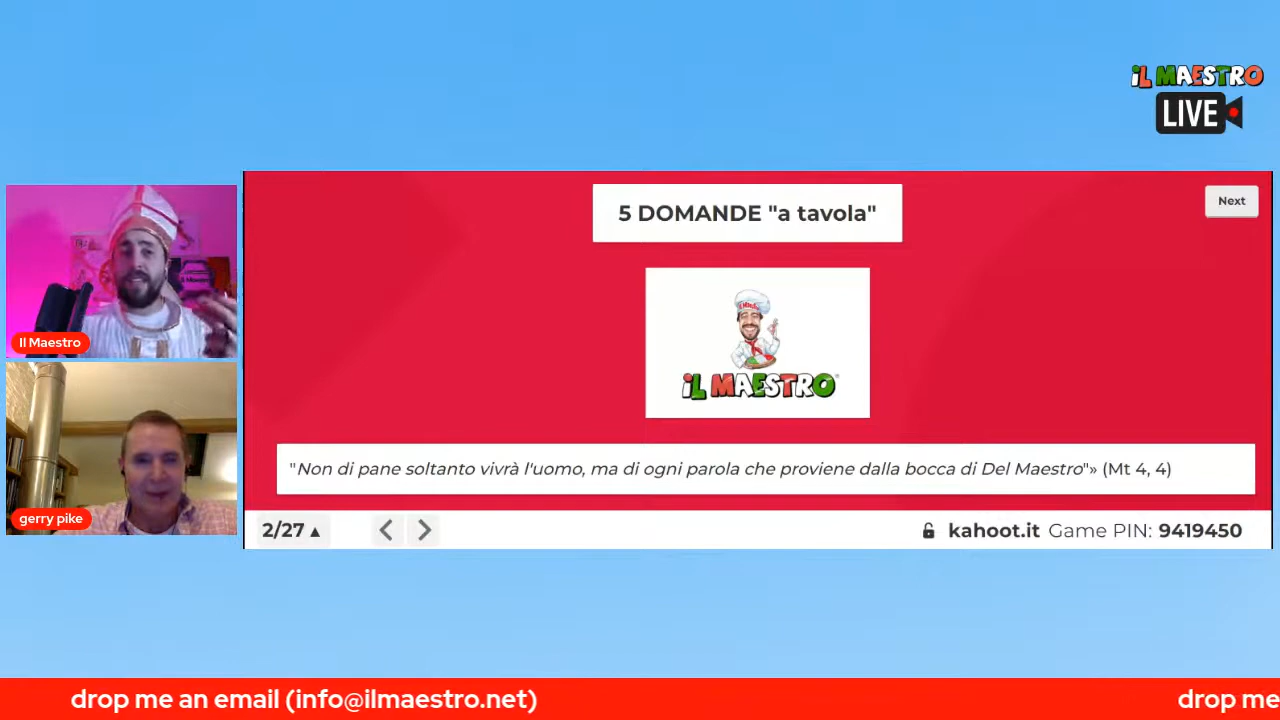 iL MAESTRO
LIVE
5 DOMANDE "a tavola"
Next
iL MAESTRO
"Non di pane soltanto vivrà l'uomo, ma di ogni parola che proviene dalla bocca di Del Maestro"» (Mt 4, 4)
Il Maestro
gerry pike
2/27
kahoot.it Game PIN: 9419450
drop me an email (info@ilmaestro.net)
drop me